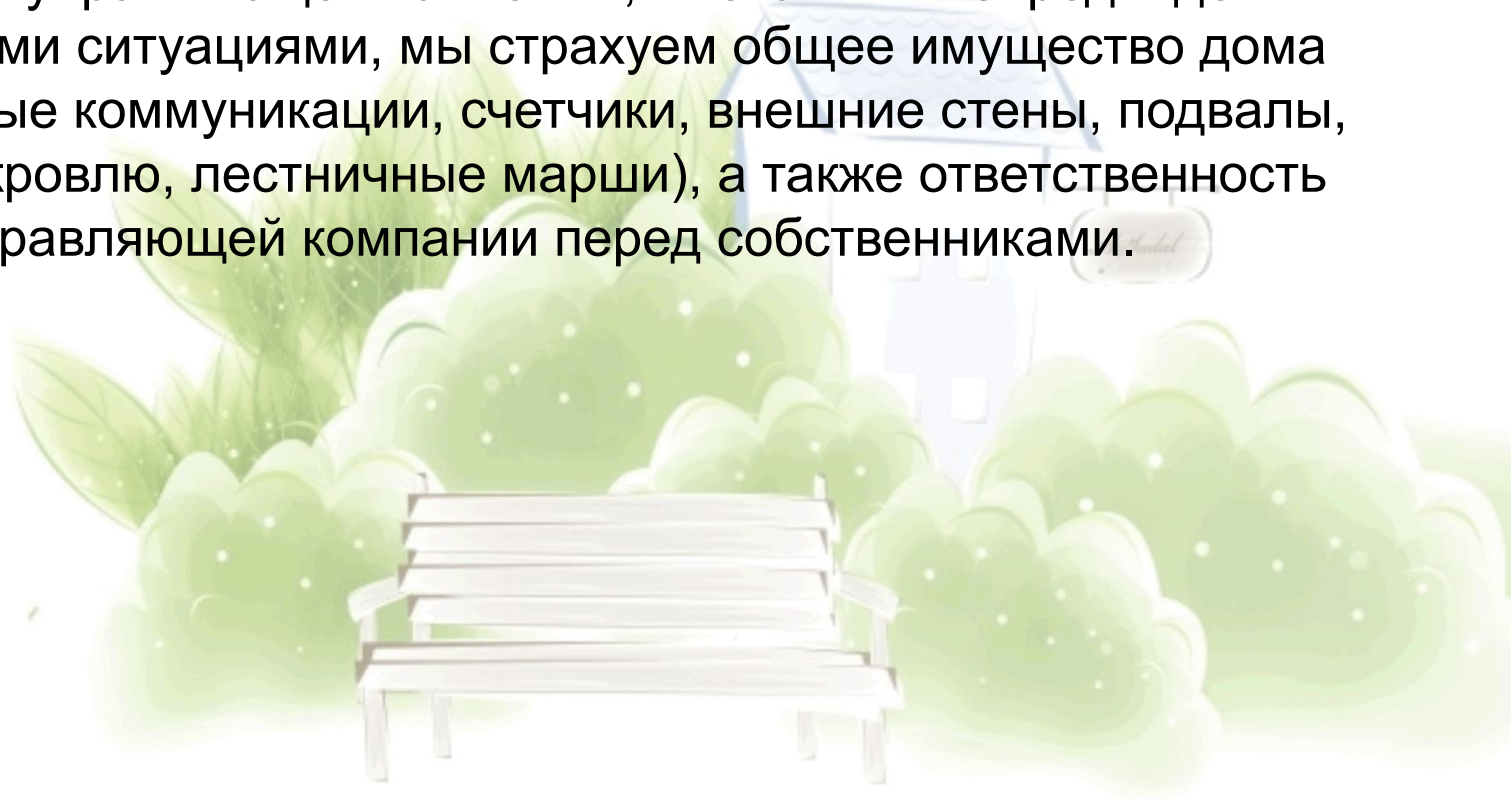 ми ситуациями, мы страхуем общее имущество дома
ые коммуникации, счетчики, внешние стены, подвалы,
кровлю, лестничные марши), а также ответственность
равляющей компании перед собственниками.